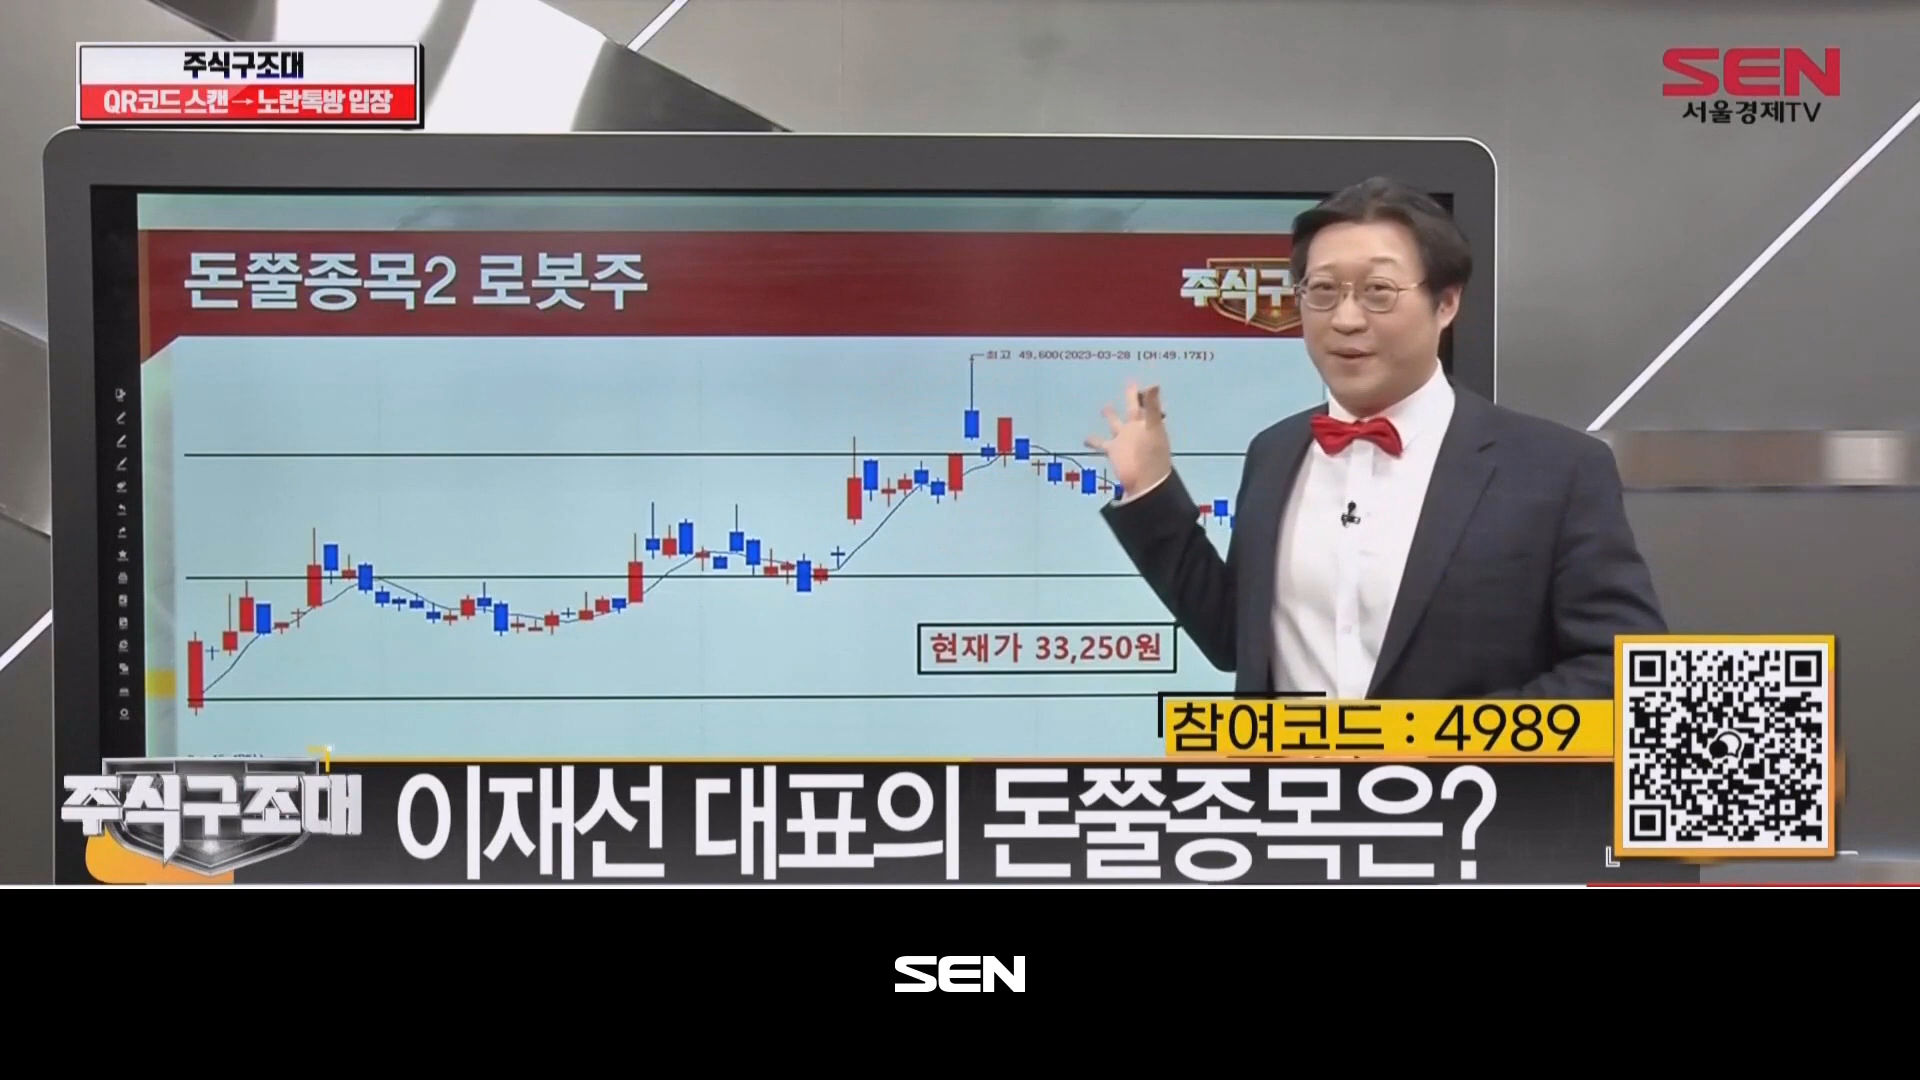 주식구조대
QR코드 스캔→노란톡방 입장
SEN
서울경제TV
돈쭐종목2 로봇주
주식구
최고 49,600(2023-03-28 [CH:49.17%])
현재가 33,250원
참여코드 : 4989
주식구조대
이재선 대표의 돈쭐종목은?
SEN